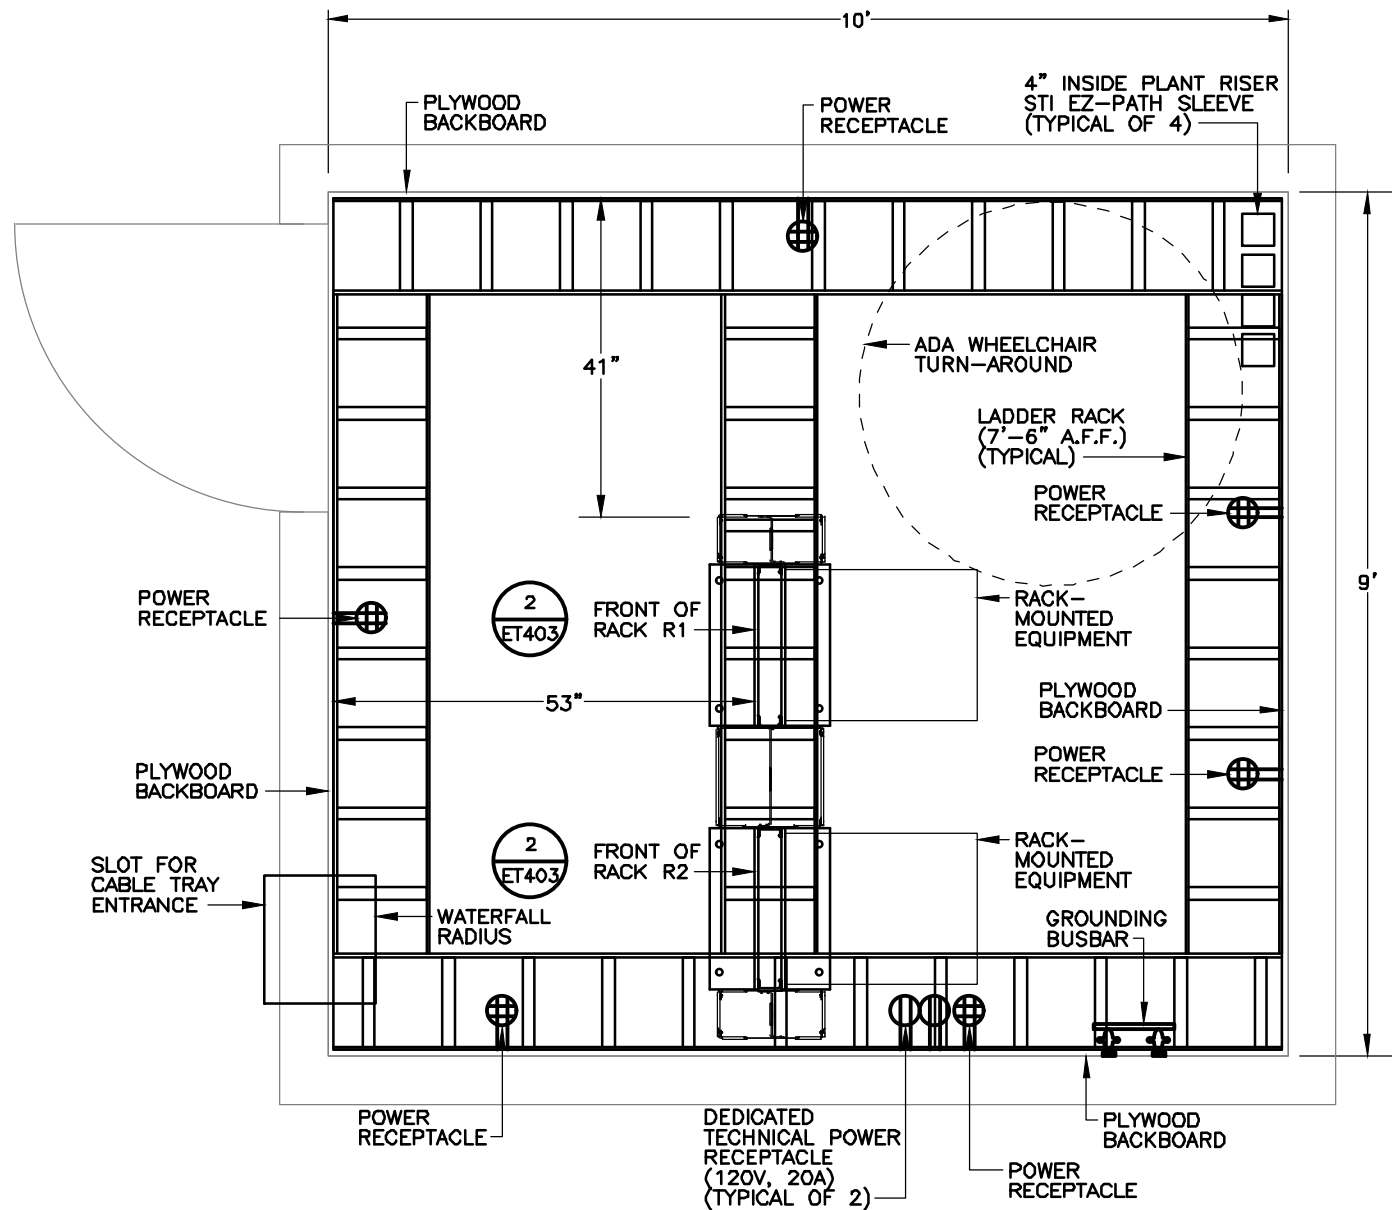 10'
PLYWOOD
BACKBOARD
POWER
RECEPTACLE
4" INSIDE PLANT RISER
STI EZ-PATH SLEEVE
(TYPICAL OF 4)
41"
ADA WHEELCHAIR
TURN-AROUND
LADDER RACK
(7'-6" A.F.F.)
(TYPICAL)
POWER
RECEPTACLE
9'
POWER
RECEPTACLE
2
ET403
FRONT OF
RACK R1
RACK-
MOUNTED
EQUIPMENT
53"
PLYWOOD
BACKBOARD
POWER
RECEPTACLE
PLYWOOD
BACKBOARD
2
ET403
FRONT OF
RACK R2
RACK-
MOUNTED
EQUIPMENT
SLOT FOR
CABLE TRAY
ENTRANCE
WATERFALL
RADIUS
GROUNDING
BUSBAR
POWER
RECEPTACLE
DEDICATED
TECHNICAL POWER
RECEPTACLE
(120V, 20A)
(TYPICAL OF 2)
POWER
RECEPTACLE
PLYWOOD
BACKBOARD